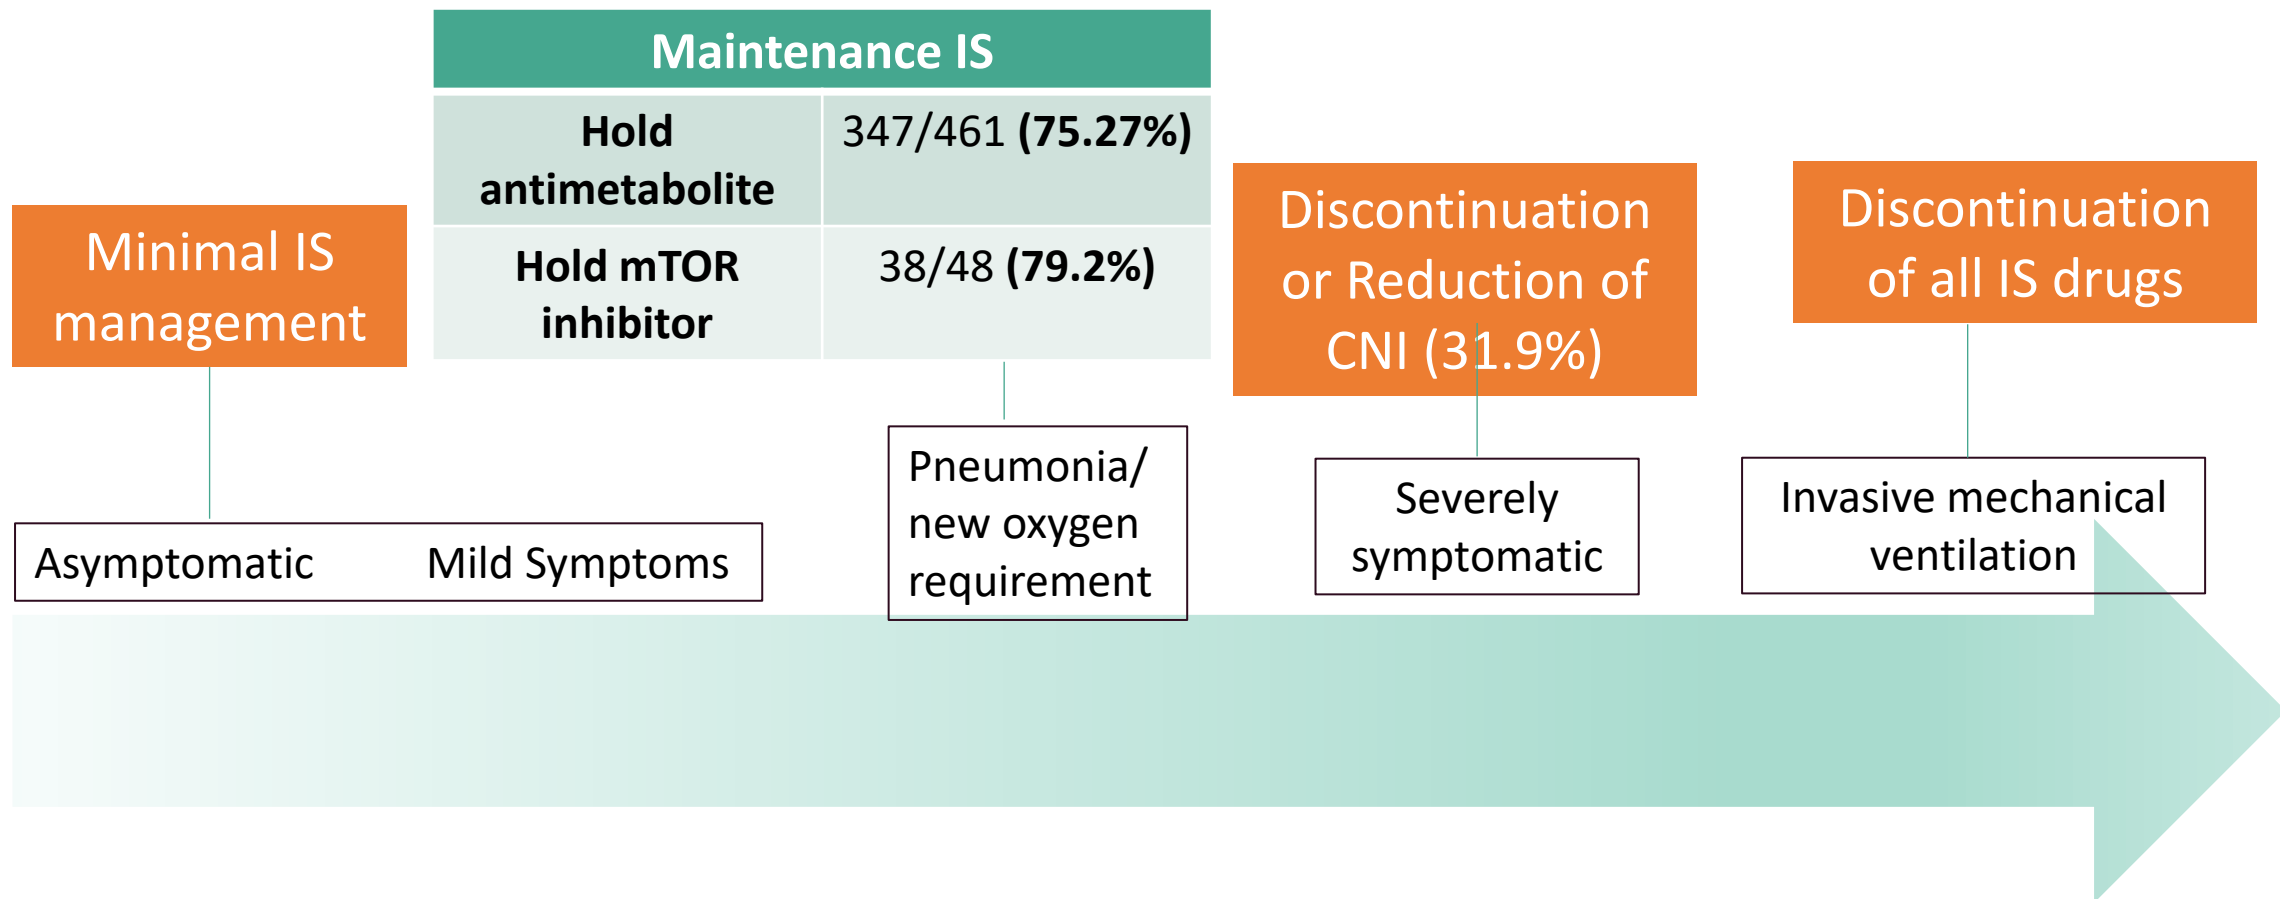 Maintenance IS
Hold
antimetabolite
347/461 (75.27%)
Hold mTOR
inhibitor
38/48 (79.2%)
Minimal IS
management
Discontinuation
or Reduction of
CNI (31.9%)
Discontinuation
of all IS drugs
Asymptomatic Mild Symptoms
Pneumonia/
new oxygen
requirement
Severely
symptomatic
Invasive mechanical
ventilation